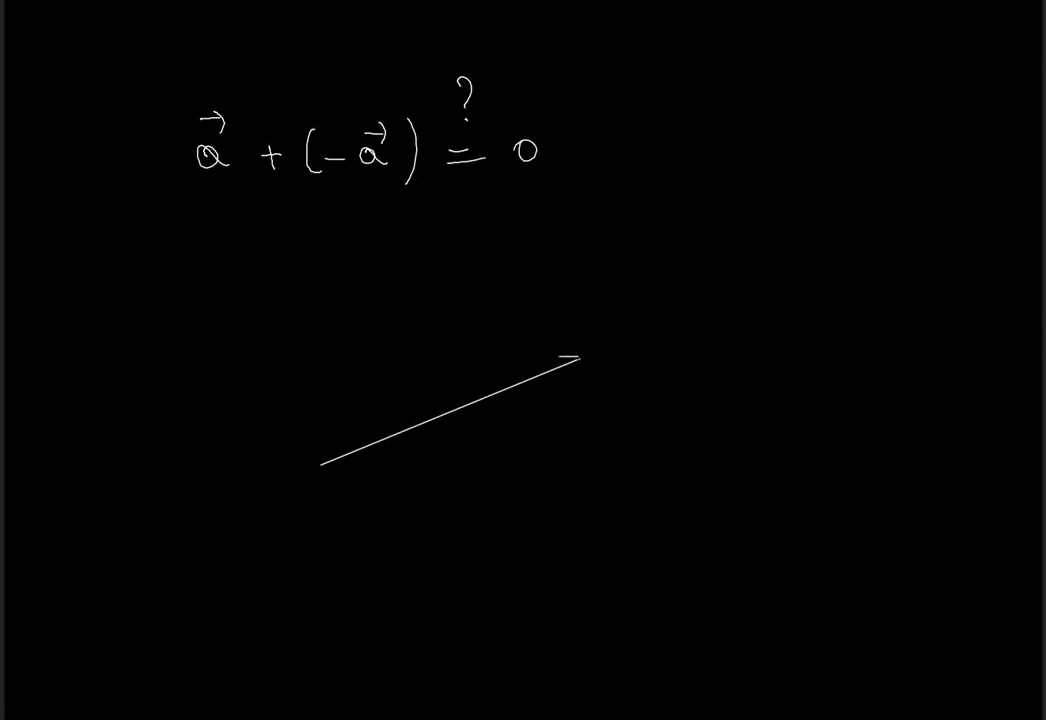 ?
a⃗ + (-a⃗) = 0